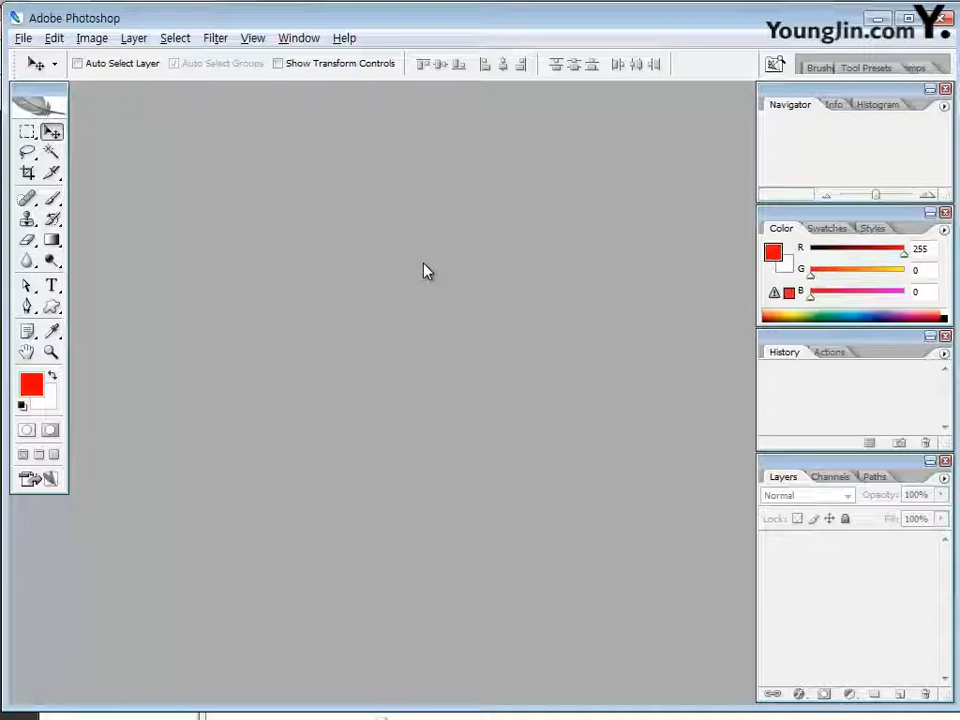 Adobe Photoshop
YoungJin.com Y.
File Edit Image Layer Select Filter View Window Help
Auto Select Layer Auto Select Groups Show Transform Controls
Tool Presets
Navigator Info Histogram
Color Swatches Styles
R 255
G 0
B 0
History Actions
Layers Channels Paths
Normal Opacity: 100%
Lock: Fill: 100%
T